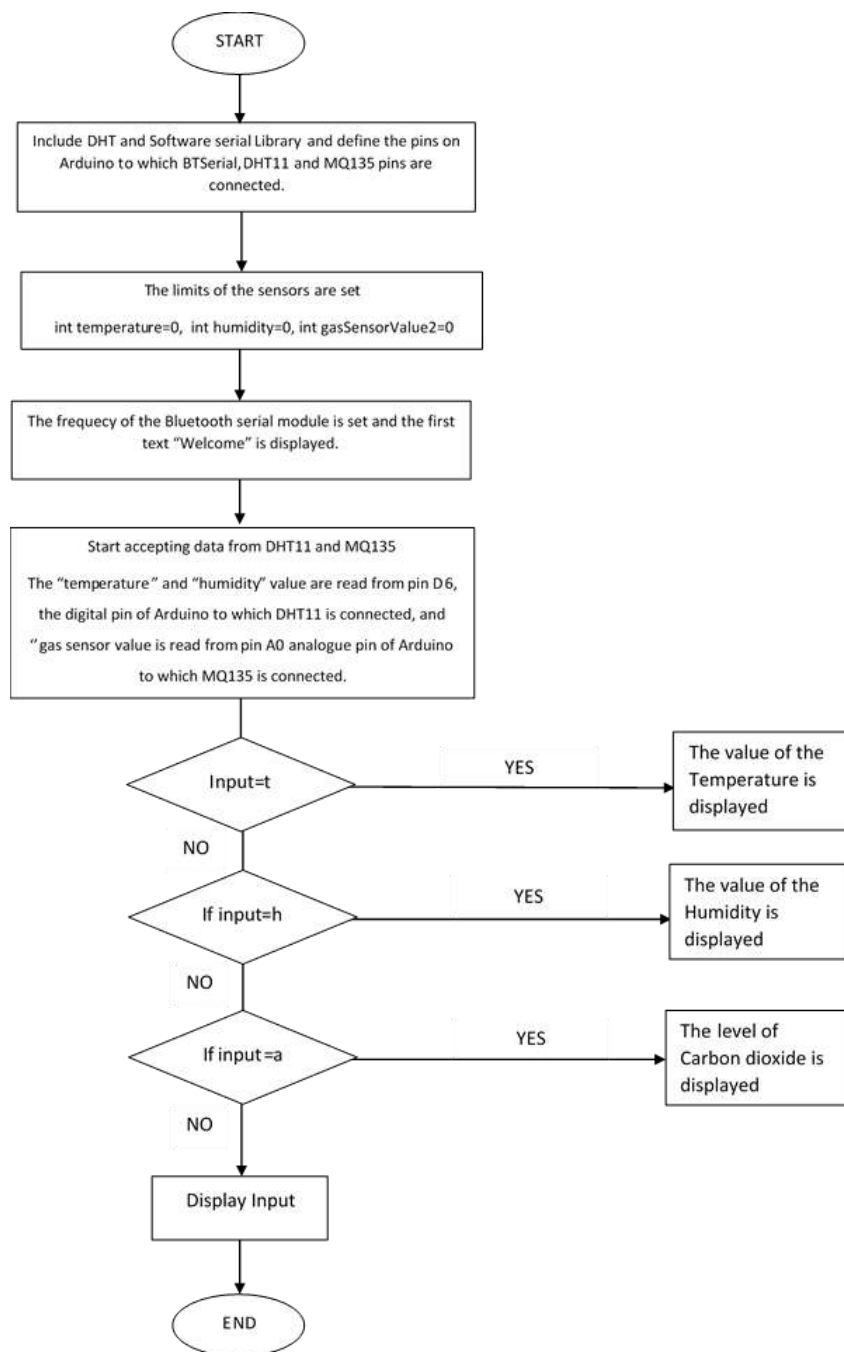 START
Include DHT and Software serial Library and define the pins on
Arduino to which BTSerial,DHT11 and MQ135 pins are
connected.
The limits of the sensors are set
int temperature=0, int humidity=0, int gasSensorValue2=0
The frequecy of the Bluetooth serial module is set and the first
text “Welcome” is displayed.
Start accepting data from DHT11 and MQ135
The “temperature” and “humidity” value are read from pin D6,
the digital pin of Arduino to which DHT11 is connected, and
“gas sensor value is read from pin A0 analogue pin of Arduino
to which MQ135 is connected.
Input=t
YES
The value of the
Temperature is
displayed
NO
If input=h
YES
The value of the
Humidity is
displayed
NO
If input=a
YES
The level of
Carbon dioxide is
displayed
NO
Display Input
END